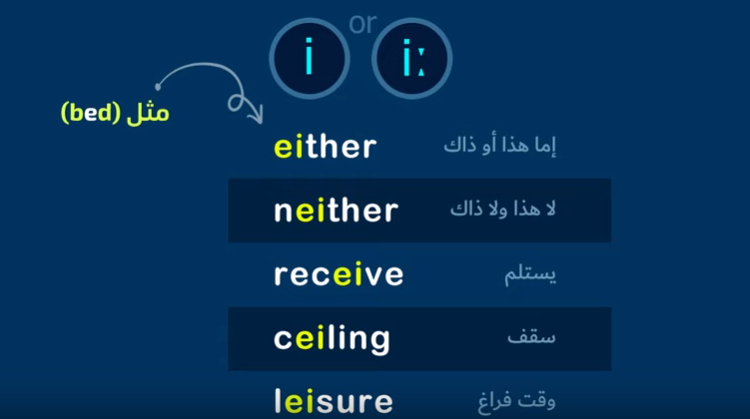 i or iː
مثل (bed)
either إما هذا أو ذاك
neither لا هذا ولا ذاك
receive يستلم
ceiling سقف
leisure وقت فراغ